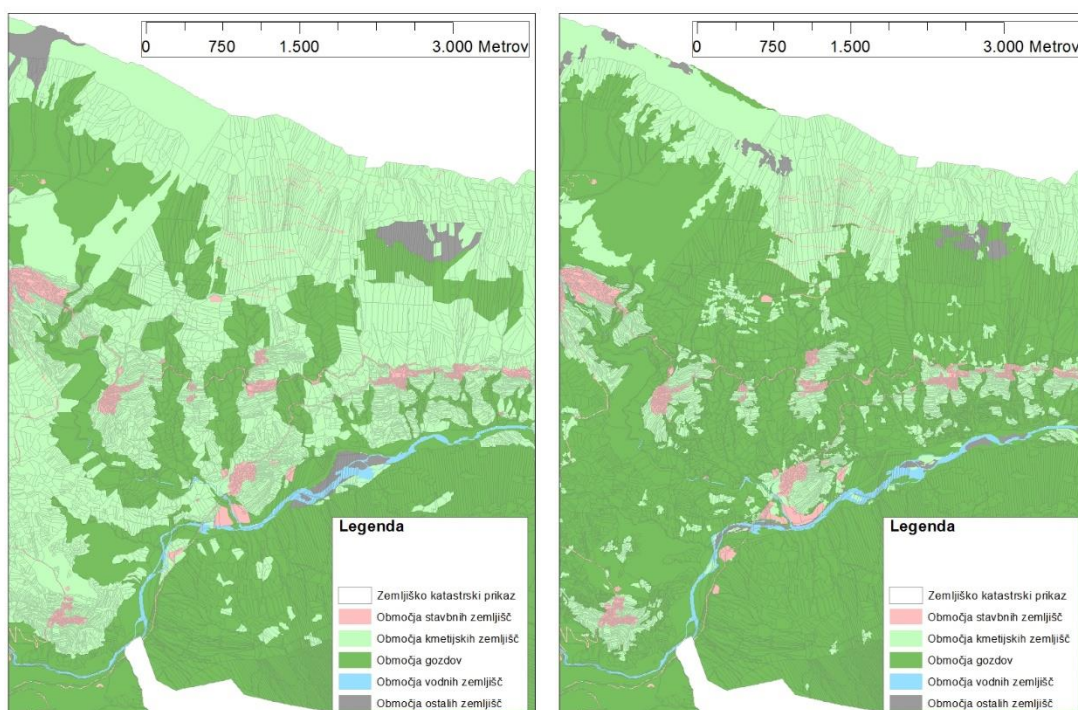 0 750 1.500 3.000 Metrov
Legenda
Zemljiško katastrski prikaz
Območja stavbnih zemljišč
Območja kmetijskih zemljišč
Območja gozdov
Območja vodnih zemljišč
Območja ostalih zemljišč
0 750 1.500 3.000 Metrov
Legenda
Zemljiško katastrski prikaz
Območja stavbnih zemljišč
Območja kmetijskih zemljišč
Območja gozdov
Območja vodnih zemljišč
Območja ostalih zemljišč